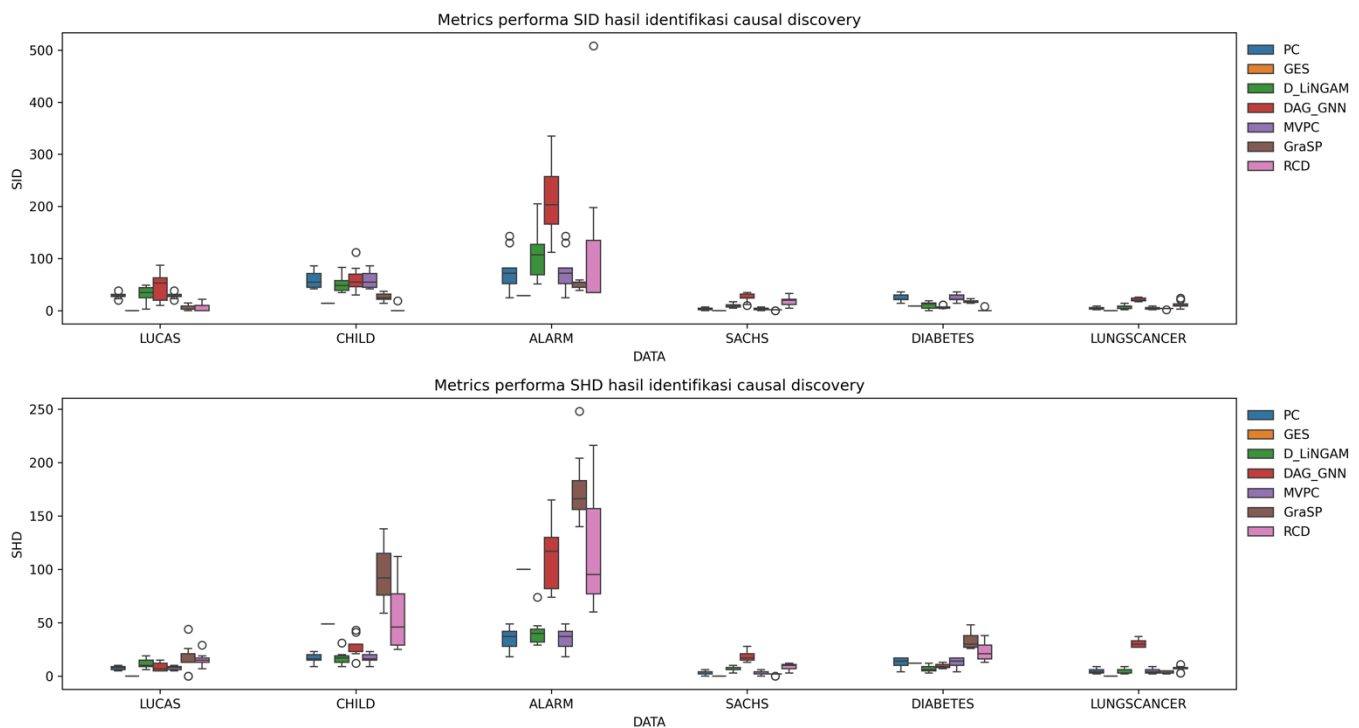 Metrics performa SID hasil identifikasi causal discovery
500
400
300
200
100
0
SID
LUCAS
CHILD
ALARM
SACHS
DIABETES
LUNGSCANCER
DATA
PC
GES
D_LiNGAM
DAG_GNN
MVPC
GraSP
RCD
Metrics performa SHD hasil identifikasi causal discovery
250
200
150
100
50
0
SHD
LUCAS
CHILD
ALARM
SACHS
DIABETES
LUNGSCANCER
DATA
PC
GES
D_LiNGAM
DAG_GNN
MVPC
GraSP
RCD